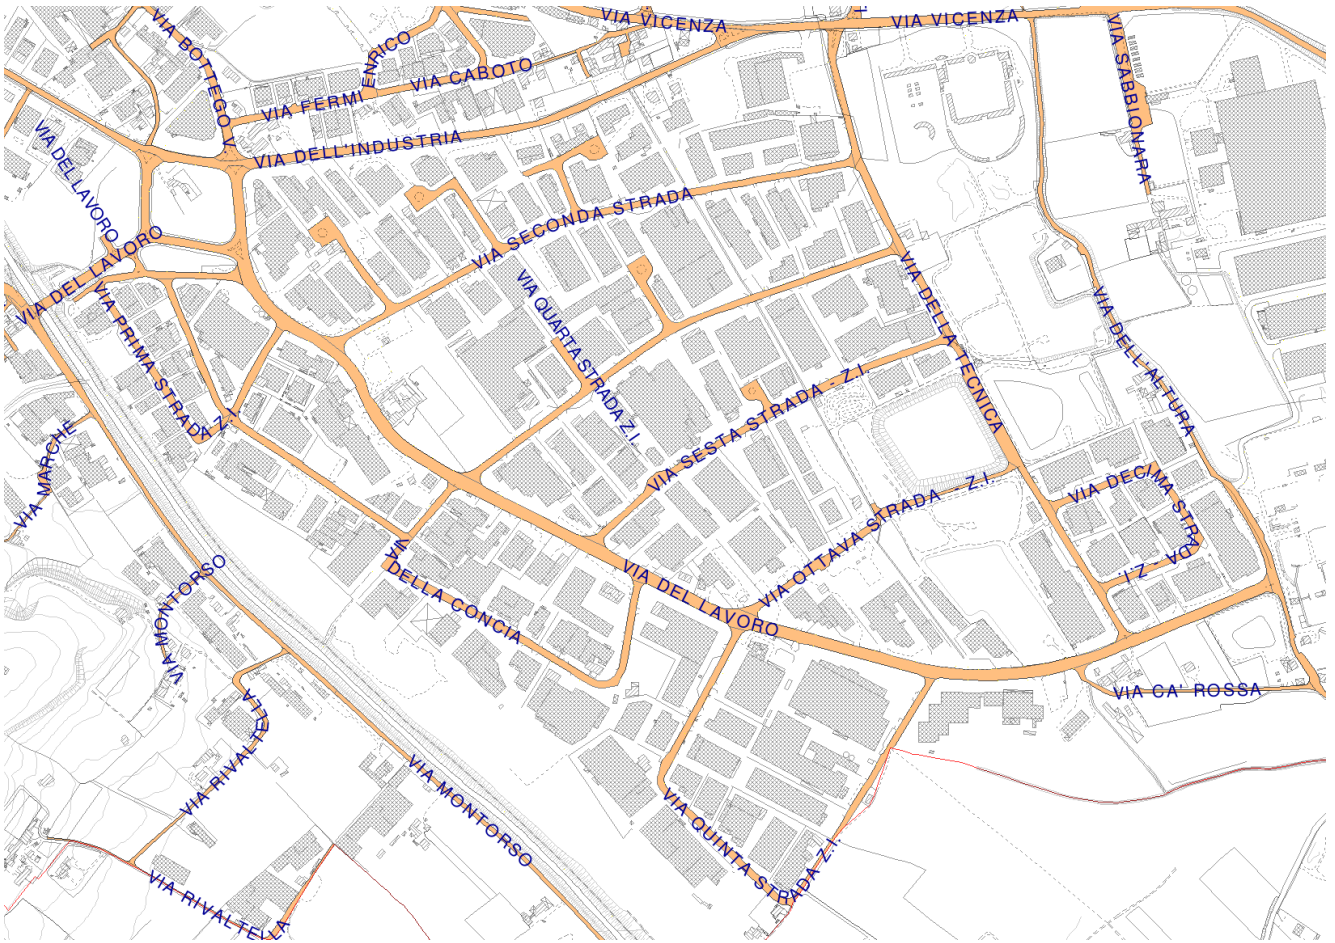 VIA BOTTEGO V
VIA VICENZA
VIA VICENZA
VIA FERMI ENRICO
VIA CABOTO
VIA SABBIONARA
VIA DELL'INDUSTRIA
VIA DEL LAVORO
VIA DEL LAVORO
VIA SECONDA STRADA
VIA PRIMA STRADA Z.I.
VIA QUARTA STRADA Z.I.
VIA DELLA TECNICA
VIA DELL'ALTURA
VIA MARCHE
VIA SESTA STRADA - Z.I.
VIA DECIMA STRADA - Z.I.
VIA OTTAVA STRADA - Z.I.
VIA MONTORSO
VIA DELLA CONCIA
VIA DEL LAVORO
VIA CA' ROSSA
VIA RIVALTELLA
VIA MONTORSO
VIA QUINTA STRADA Z.I.
VIA RIVALTELLA